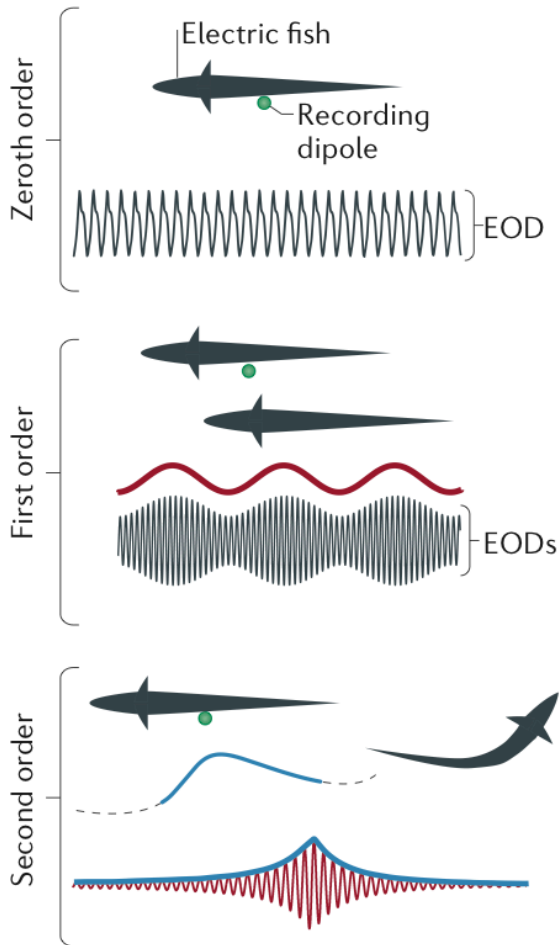 Zeroth order
Electric fish
Recording
dipole
EOD
First order
EODs
Second order